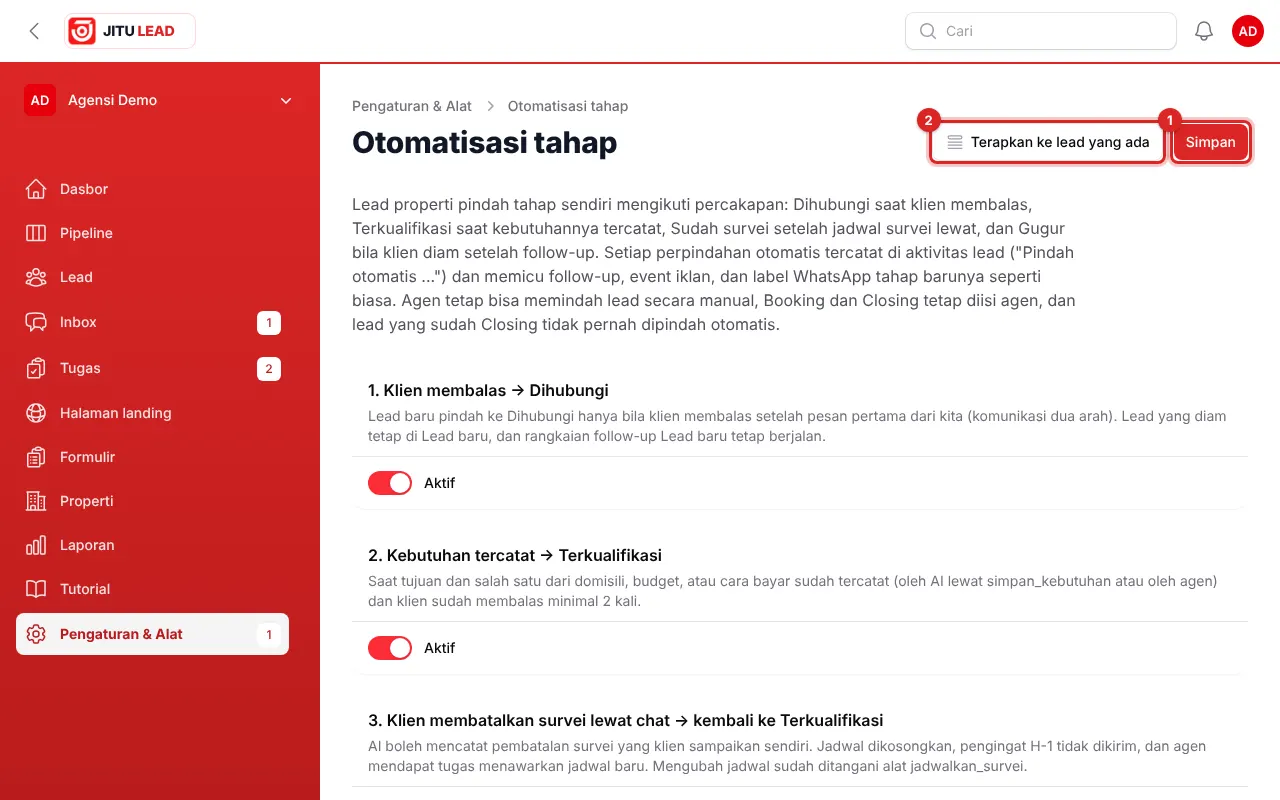 JITU LEAD
Cari
AD
AD
Agensi Demo
Dasbor
Pipeline
Lead
Inbox
1
Tugas
2
Halaman landing
Formulir
Properti
Laporan
Tutorial
Pengaturan & Alat
1
Pengaturan & Alat
Otomatisasi tahap
Otomatisasi tahap
2
Terapkan ke lead yang ada
1
Simpan
Lead properti pindah tahap sendiri mengikuti percakapan: Dihubungi saat klien membalas,
Terkualifikasi saat kebutuhannya tercatat, Sudah survei setelah jadwal survei lewat, dan Gugur
bila klien diam setelah follow-up. Setiap perpindahan otomatis tercatat di aktivitas lead ("Pindah
otomatis ...") dan memicu follow-up, event iklan, dan label WhatsApp tahap barunya seperti
biasa. Agen tetap bisa memindah lead secara manual, Booking dan Closing tetap diisi agen, dan
lead yang sudah Closing tidak pernah dipindah otomatis.
1. Klien membalas → Dihubungi
Lead baru pindah ke Dihubungi hanya bila klien membalas setelah pesan pertama dari kita (komunikasi dua arah). Lead yang diam
tetap di Lead baru, dan rangkaian follow-up Lead baru tetap berjalan.
Aktif
2. Kebutuhan tercatat → Terkualifikasi
Saat tujuan dan salah satu dari domisili, budget, atau cara bayar sudah tercatat (oleh AI lewat simpan_kebutuhan atau oleh agen)
dan klien sudah membalas minimal 2 kali.
Aktif
3. Klien membatalkan survei lewat chat → kembali ke Terkualifikasi
AI boleh mencatat pembatalan survei yang klien sampaikan sendiri. Jadwal dikosongkan, pengingat H-1 tidak dikirim, dan agen
mendapat tugas menawarkan jadwal baru. Mengubah jadwal sudah ditangani alat jadwalkan_survei.